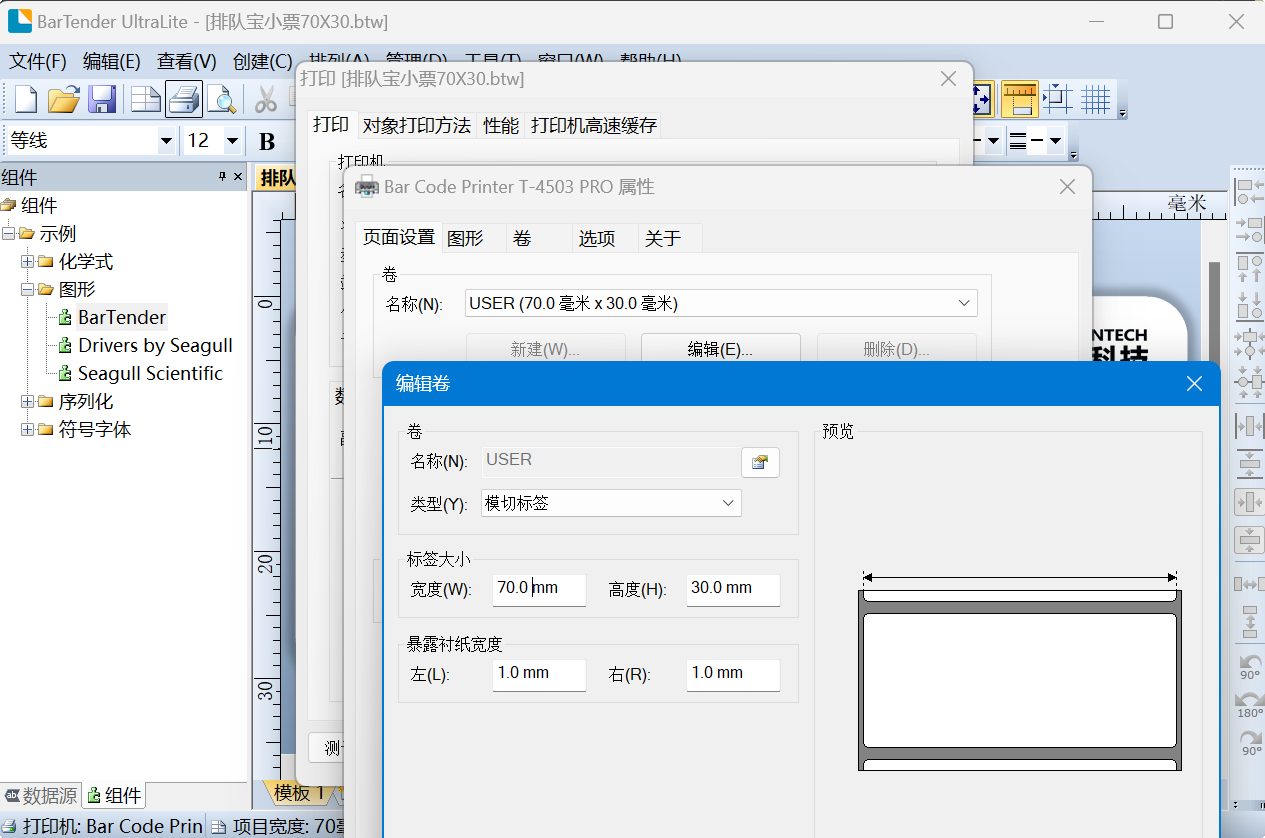 BarTender UltraLite - [排队宝小票70X30.btw]
文件(F) 编辑(E) 查看(V) 创建(C) 排列(A) 管理(D) 工具(T) 窗口(W) 帮助(H)
打印 [排队宝小票70X30.btw]
等线 12 B
打印 对象打印方法 性能 打印机高速缓存
打印机
组件
排队
Bar Code Printer T-4503 PRO 属性
毫米
组件
示例
化学式
图形
BarTender
Drivers by Seagull
Seagull Scientific
序列化
符号字体
页面设置 图形 卷 选项 关于
卷
名称(N): USER (70.0 毫米 x 30.0 毫米)
新建(W)... 编辑(E)... 删除(D)...
NTECH
科技
0
10
20
30
编辑卷
卷
名称(N): USER
类型(Y): 模切标签
标签大小
宽度(W): 70.0 mm 高度(H): 30.0 mm
暴露衬纸宽度
左(L): 1.0 mm 右(R): 1.0 mm
预览
90°
180°
90°
模板 1
数据源 组件
打印机: Bar Code Prin 项目宽度: 70